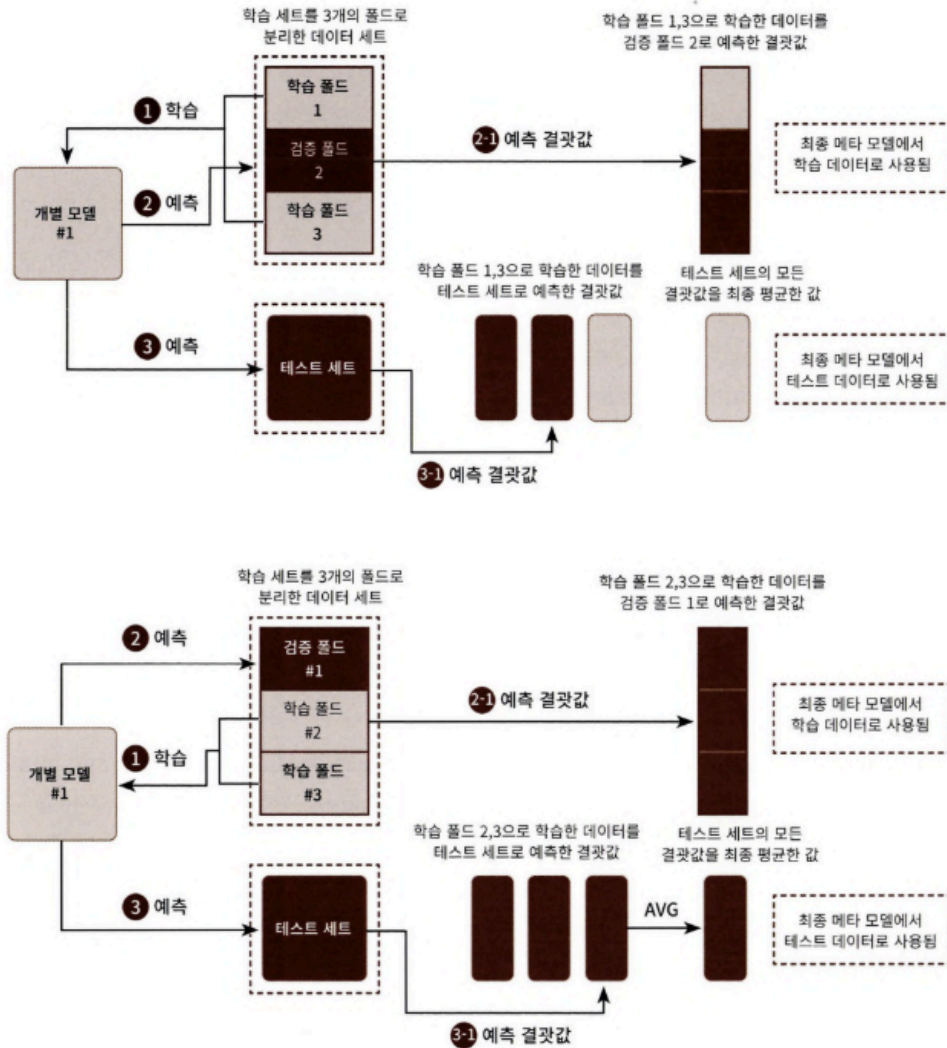 학습 세트를 3개의 폴드로
분리한 데이터 세트
학습 폴드 1,3으로 학습한 데이터를
검증 폴드 2로 예측한 결괏값
1 학습
학습 폴드
1
검증 폴드
2
학습 폴드
3
2 예측
2-1 예측 결괏값
개별 모델
#1
최종 메타 모델에서
학습 데이터로 사용됨
학습 폴드 1,3으로 학습한 데이터를
테스트 세트로 예측한 결괏값
테스트 세트의 모든
결괏값을 최종 평균한 값
3 예측
테스트 세트
최종 메타 모델에서
테스트 데이터로 사용됨
3-1 예측 결괏값
학습 세트를 3개의 폴드로
분리한 데이터 세트
학습 폴드 2,3으로 학습한 데이터를
검증 폴드 1로 예측한 결괏값
2 예측
검증 폴드
#1
학습 폴드
#2
학습 폴드
#3
2-1 예측 결괏값
개별 모델
#1
1 학습
최종 메타 모델에서
학습 데이터로 사용됨
학습 폴드 2,3으로 학습한 데이터를
테스트 세트로 예측한 결괏값
테스트 세트의 모든
결괏값을 최종 평균한 값
3 예측
테스트 세트
AVG
최종 메타 모델에서
테스트 데이터로 사용됨
3-1 예측 결괏값